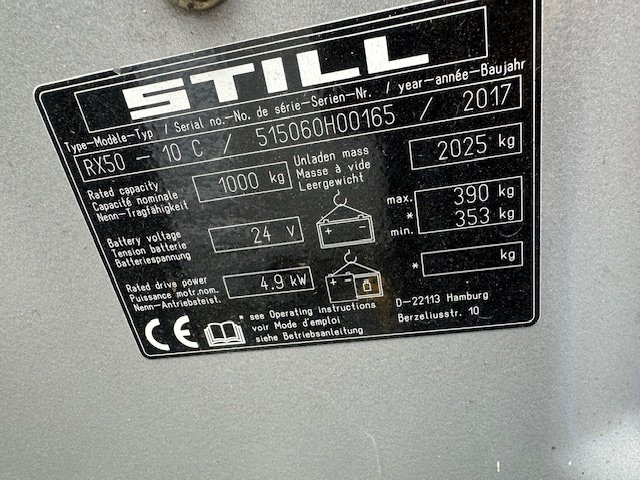 STILL
Type-Modèle-Typ / Serial no.-No. de série-Serien-Nr. / year-année-Baujahr
RX50 - 10 C / 515060H00165 / 2017
Rated capacity
Capacité nominale
Nenn-Tragfähigkeit
1000 kg
Unladen mass
Masse à vide
Leergewicht
2025 kg
Battery voltage
Tension batterie
Batteriespannung
24 V
+ -
max. 390 kg
* 353 kg
min.
Rated drive power
Puissance motr.nom.
Nenn-Antriebsteist.
4.9 kW
+ -
* kg
CE
* see Operating instructions
voir Mode d'emploi
siehe Betriebsanleitung
D-22113 Hamburg
Berzeliusstr. 10